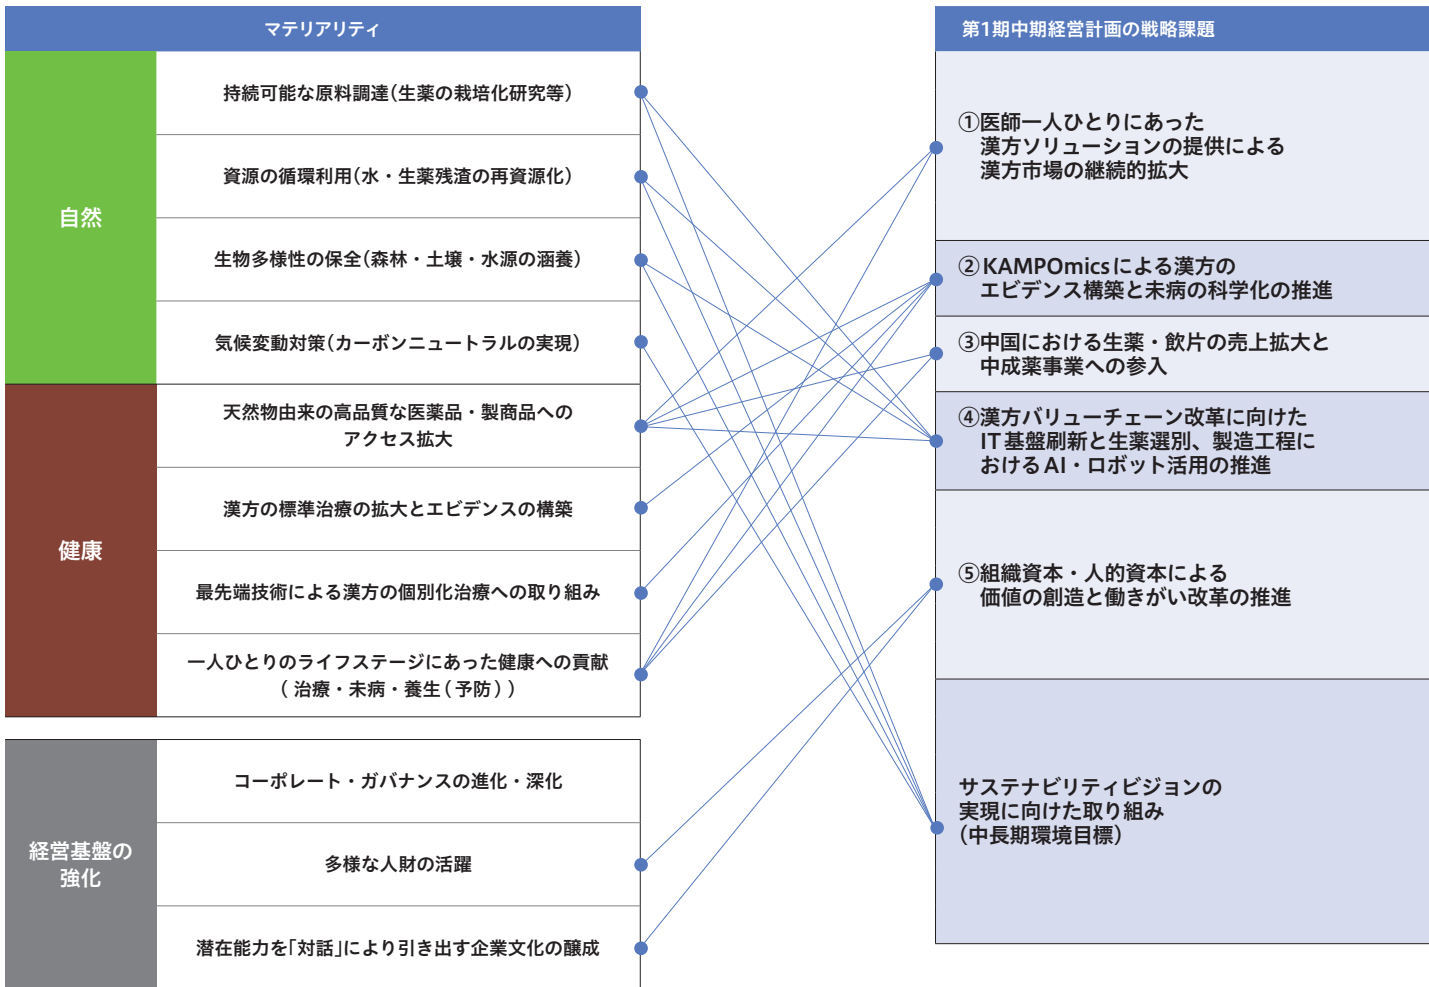 マテリアリティ
自然
持続可能な原料調達(生薬の栽培化研究等)
資源の循環利用(水・生薬残渣の再資源化)
生物多様性の保全(森林・土壌・水源の涵養)
気候変動対策(カーボンニュートラルの実現)
健康
天然物由来の高品質な医薬品・製商品への
アクセス拡大
漢方の標準治療の拡大とエビデンスの構築
最先端技術による漢方の個別化治療への取り組み
一人ひとりのライフステージにあった健康への貢献
(治療・未病・養生(予防))
経営基盤の
強化
コーポレート・ガバナンスの進化・深化
多様な人財の活躍
潜在能力を「対話」により引き出す企業文化の醸成
第1期中期経営計画の戦略課題
①医師一人ひとりにあった
漢方ソリューションの提供による
漢方市場の継続的拡大
②KAMPOmicsによる漢方の
エビデンス構築と未病の科学化の推進
③中国における生薬・飲片の売上拡大と
中成薬事業への参入
④漢方バリューチェーン改革に向けた
IT基盤刷新と生薬選別、製造工程に
おけるAI・ロボット活用の推進
⑤組織資本・人的資本による
価値の創造と働きがい改革の推進
サステナビリティビジョンの
実現に向けた取り組み
(中長期環境目標)